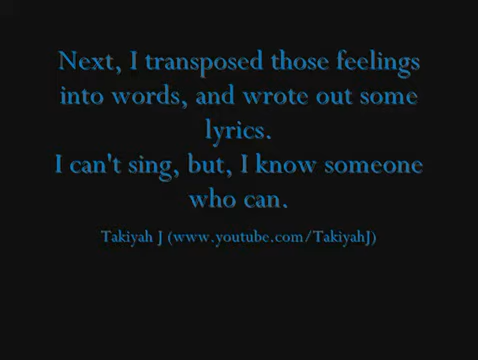 Next, I transposed those feelings
into words, and wrote out some
lyrics.
I can't sing, but, I know someone
who can.
Takiyah J (www.youtube.com/TakiyahJ)